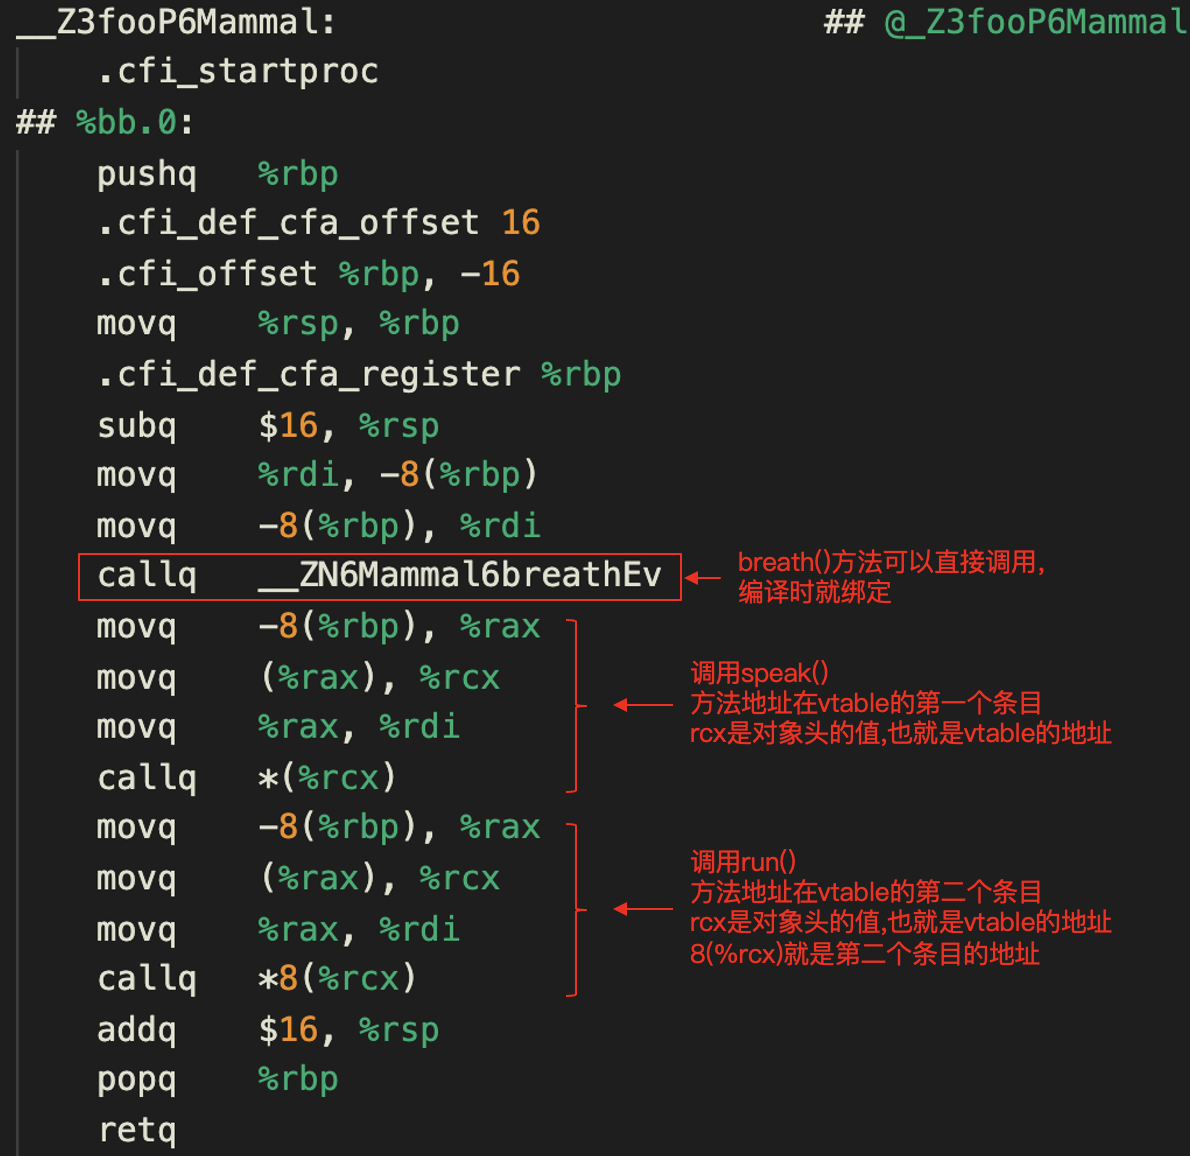 __Z3fooP6Mammal: ## @_Z3fooP6Mammal
.cfi_startproc
## %bb.0:
pushq %rbp
.cfi_def_cfa_offset 16
.cfi_offset %rbp, -16
movq %rsp, %rbp
.cfi_def_cfa_register %rbp
subq $16, %rsp
movq %rdi, -8(%rbp)
movq -8(%rbp), %rdi
callq __ZN6Mammal6breathEv
breath()方法可以直接调用,
编译时就绑定
movq -8(%rbp), %rax
movq (%rax), %rcx
movq %rax, %rdi
callq *(%rcx)
调用speak()
方法地址在vtable的第一个条目
rcx是对象头的值,也就是vtable的地址
movq -8(%rbp), %rax
movq (%rax), %rcx
movq %rax, %rdi
callq *8(%rcx)
调用run()
方法地址在vtable的第二个条目
rcx是对象头的值,也就是vtable的地址
8(%rcx)就是第二个条目的地址
addq $16, %rsp
popq %rbp
retq